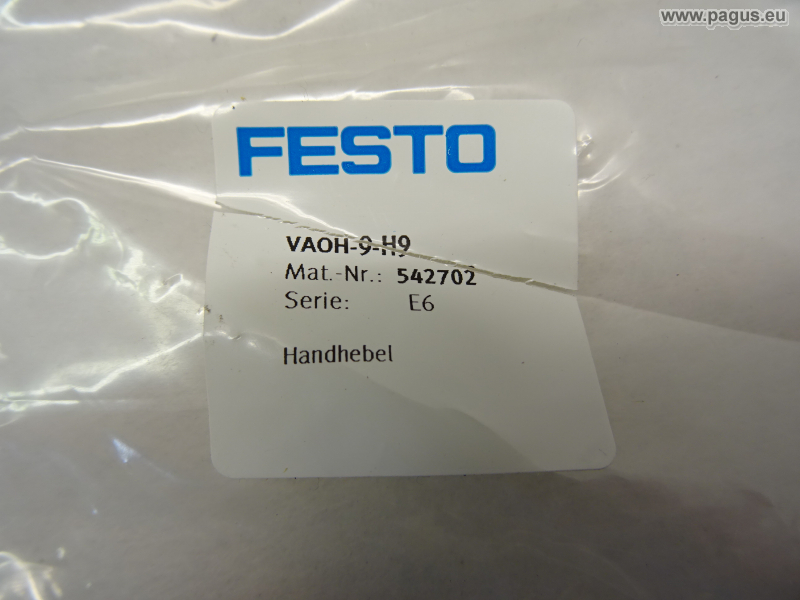 www.pagus.eu
FESTO
VAOH-9-H9
Mat.-Nr.: 542702
Serie: E6
Handhebel